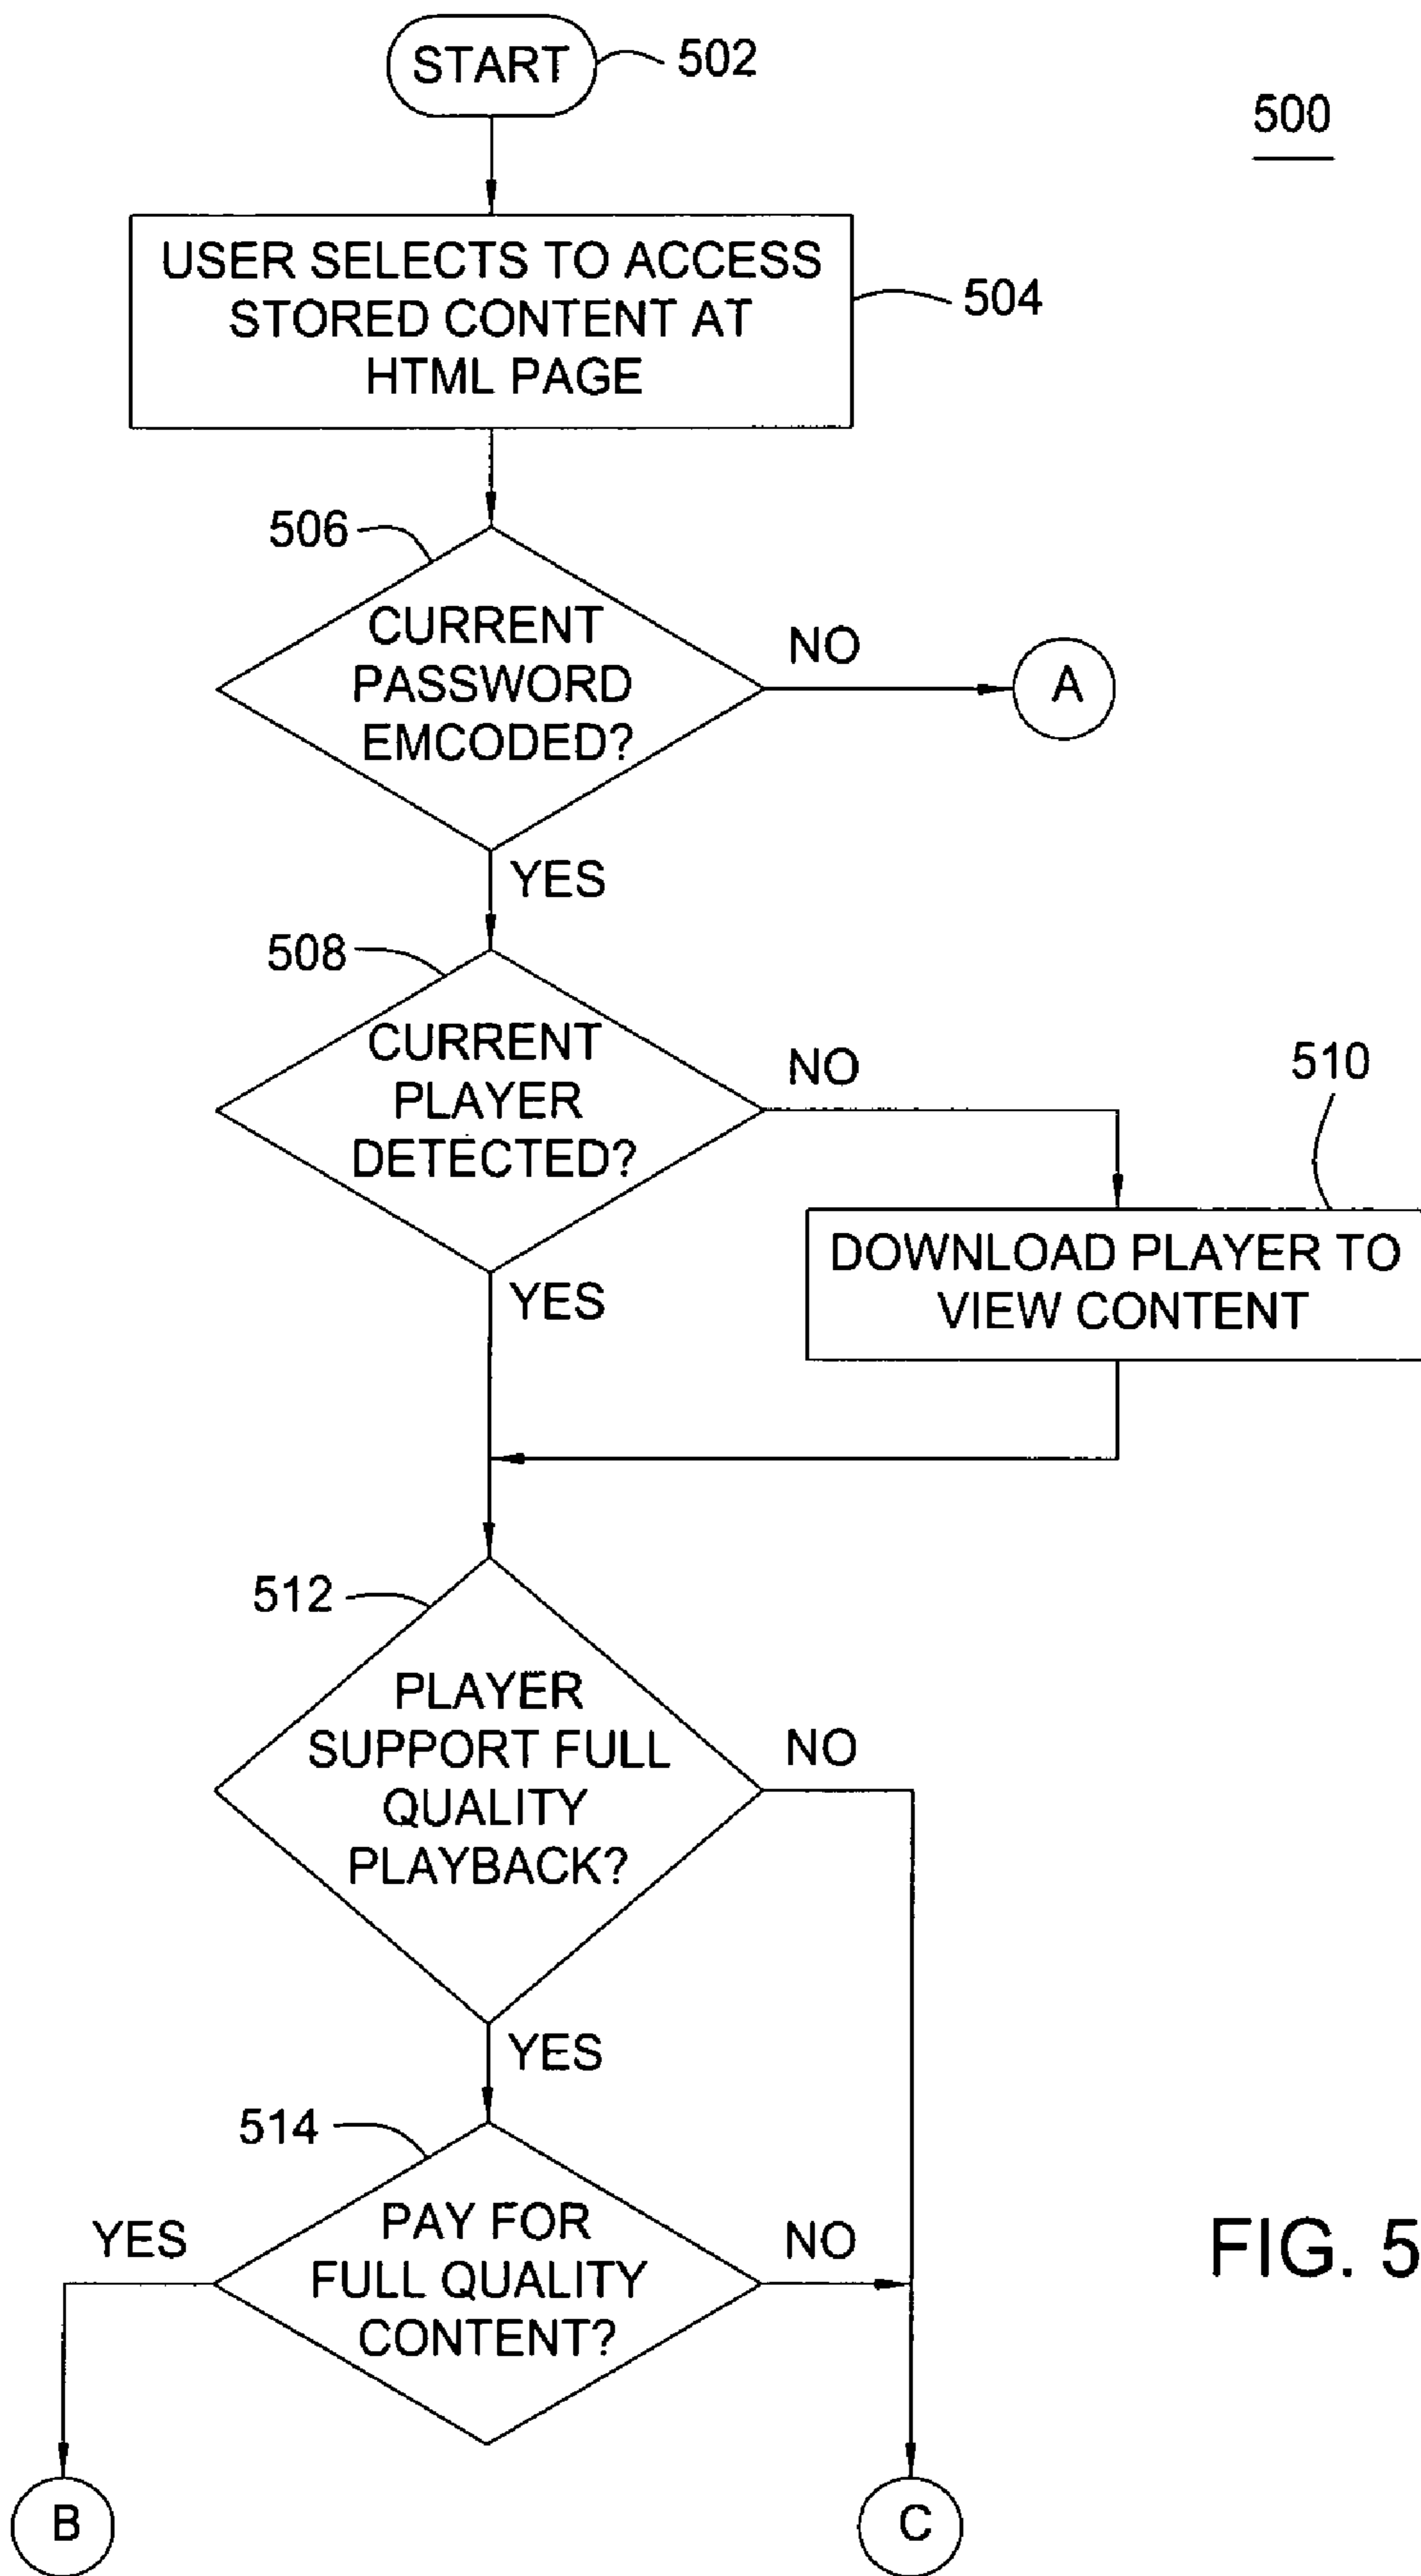 START
502
500
USER SELECTS TO ACCESS
STORED CONTENT AT
HTML PAGE
504
506
CURRENT
PASSWORD
EMCODED?
NO
A
YES
508
CURRENT
PLAYER
DETECTED?
NO
510
DOWNLOAD PLAYER TO
VIEW CONTENT
YES
512
PLAYER
SUPPORT FULL
QUALITY
PLAYBACK?
NO
YES
514
PAY FOR
FULL QUALITY
CONTENT?
YES
NO
FIG. 5
B
C